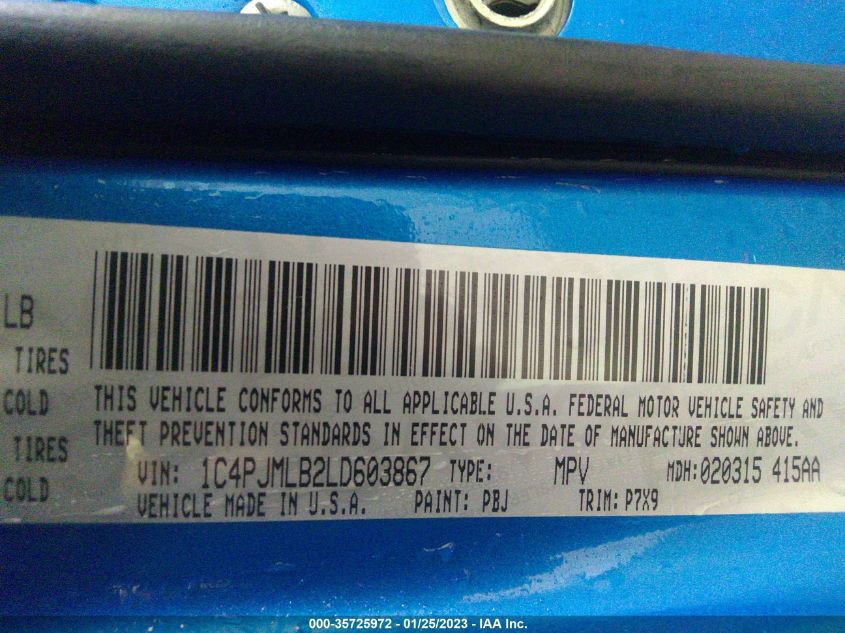 LB
TIRES
COLD
TIRES
COLD
THIS VEHICLE CONFORMS TO ALL APPLICABLE U.S.A. FEDERAL MOTOR VEHICLE SAFETY AND
THEFT PREVENTION STANDARDS IN EFFECT ON THE DATE OF MANUFACTURE SHOWN ABOVE.
VIN: 1C4PJMLB2LD603867 TYPE: MPV MDH:020315 415AA
VEHICLE MADE IN U.S.A. PAINT: PBJ TRIM: P7X9
000-35725972 — 01/25/2023 — IAA Inc.